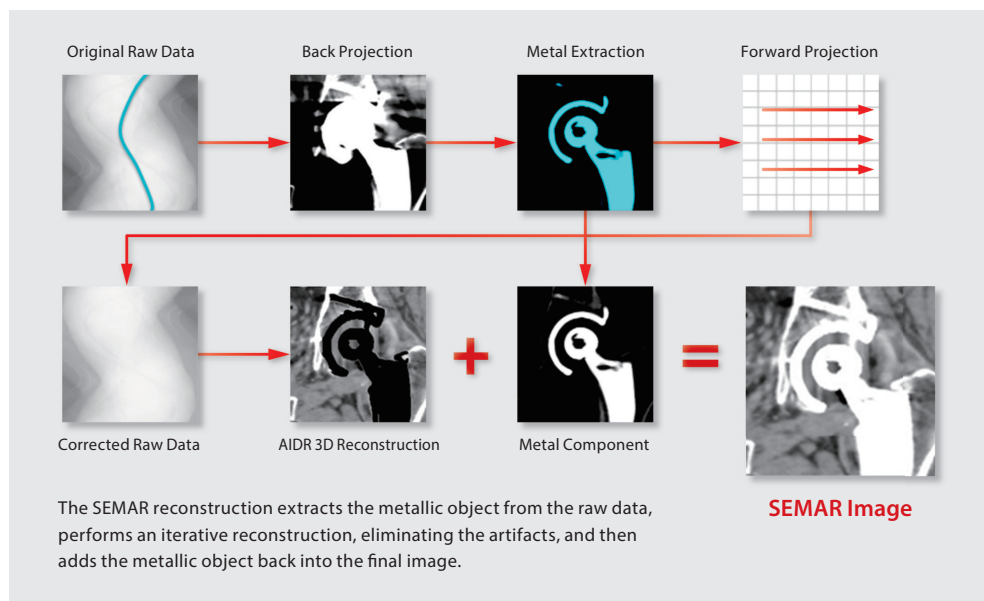 Original Raw Data
Back Projection
Metal Extraction
Forward Projection
Corrected Raw Data
AIDR 3D Reconstruction
+
Metal Component
=
SEMAR Image
The SEMAR reconstruction extracts the metallic object from the raw data,
performs an iterative reconstruction, eliminating the artifacts, and then
adds the metallic object back into the final image.